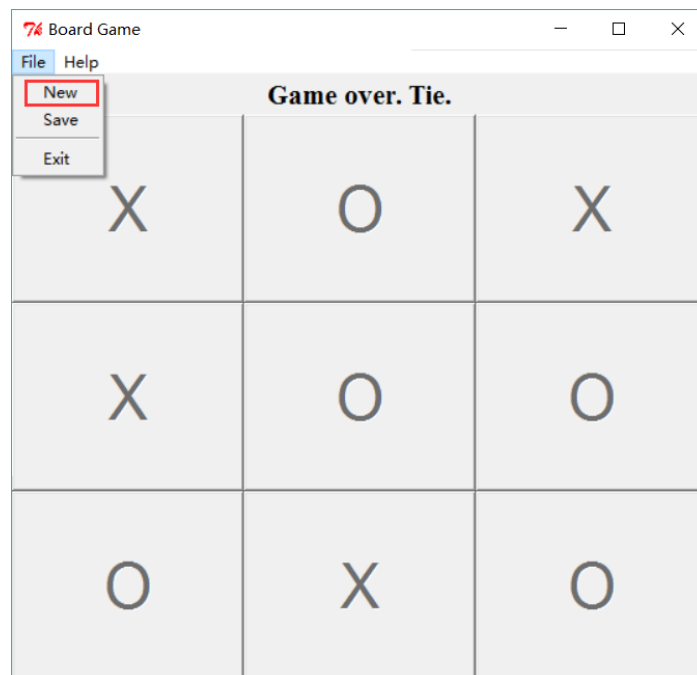 Board Game
File Help
New
Save
Exit
Game over. Tie.
X O X
X O O
O X O